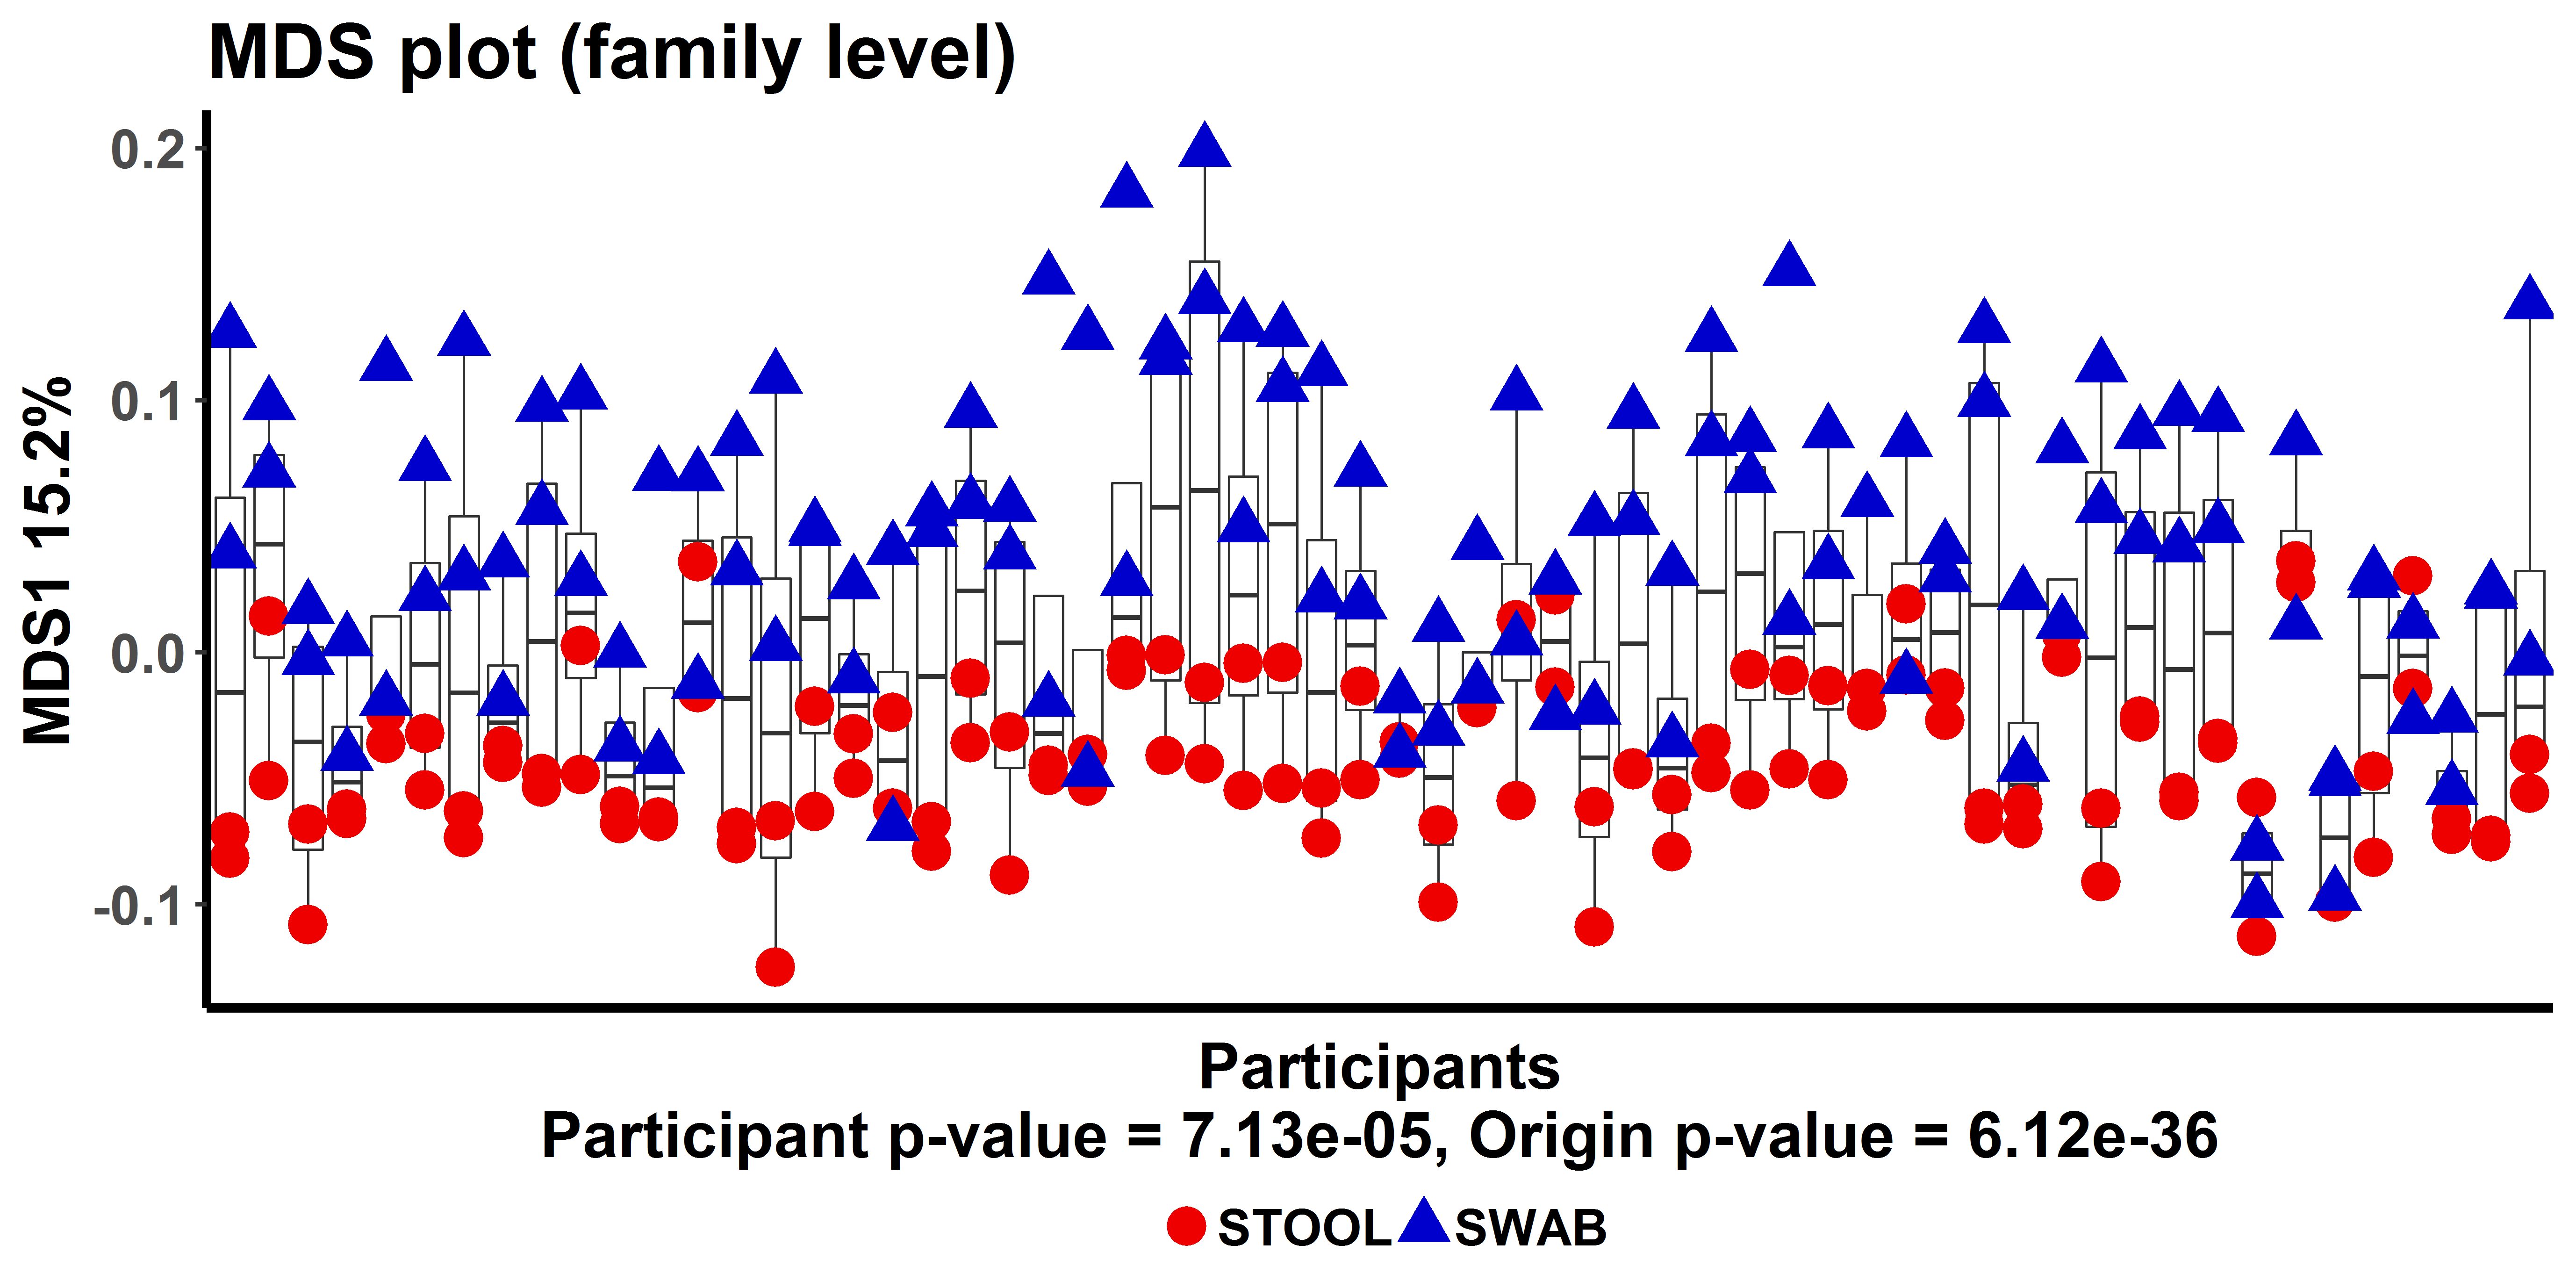 MDS plot (family level)
0.2
0.1
0.0
-0.1
MDS1 15.2%
Participants
Participant p-value = 7.13e-05, Origin p-value = 6.12e-36
STOOL SWAB